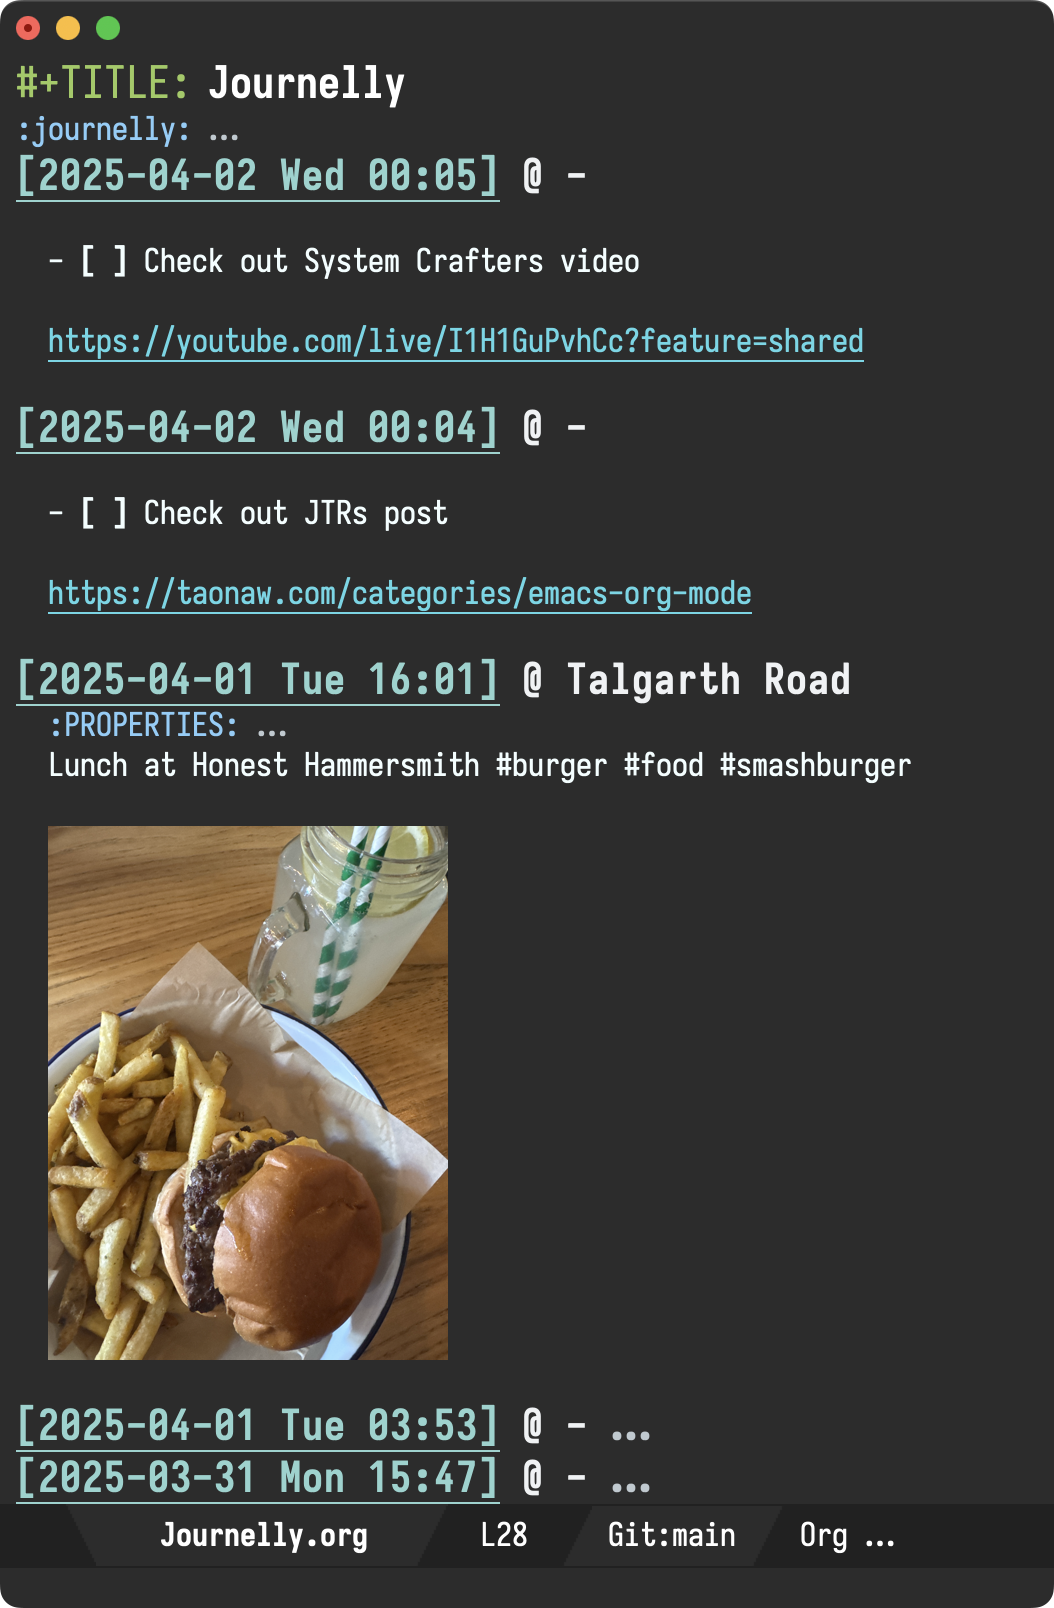 #+TITLE: Journelly
:journelly: ...
[2025-04-02 Wed 00:05] @ -
- [ ] Check out System Crafters video
https://youtube.com/live/I1H1GuPvhCc?feature=shared
[2025-04-02 Wed 00:04] @ -
- [ ] Check out JTRs post
https://taonaw.com/categories/emacs-org-mode
[2025-04-01 Tue 16:01] @ Talgarth Road
:PROPERTIES: ...
Lunch at Honest Hammersmith #burger #food #smashburger
[2025-04-01 Tue 03:53] @ - ...
[2025-03-31 Mon 15:47] @ - ...
Journelly.org L28 Git:main Org ...